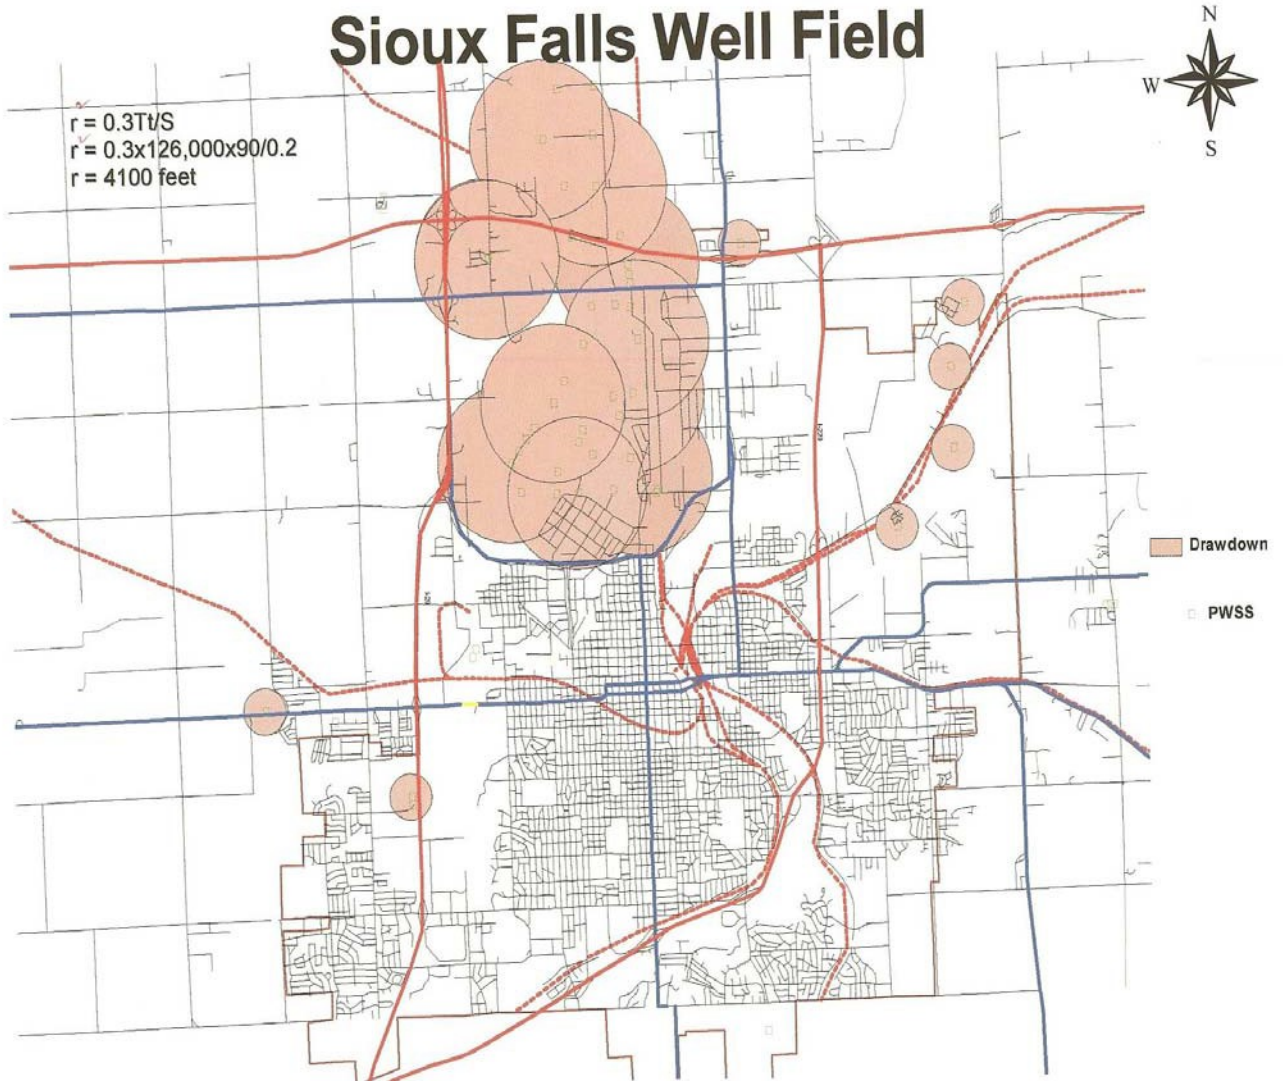 Sioux Falls Well Field
N
W
S
r = 0.3Tt/S
r = 0.3x126,000x90/0.2
r = 4100 feet
Drawdown
PWSS